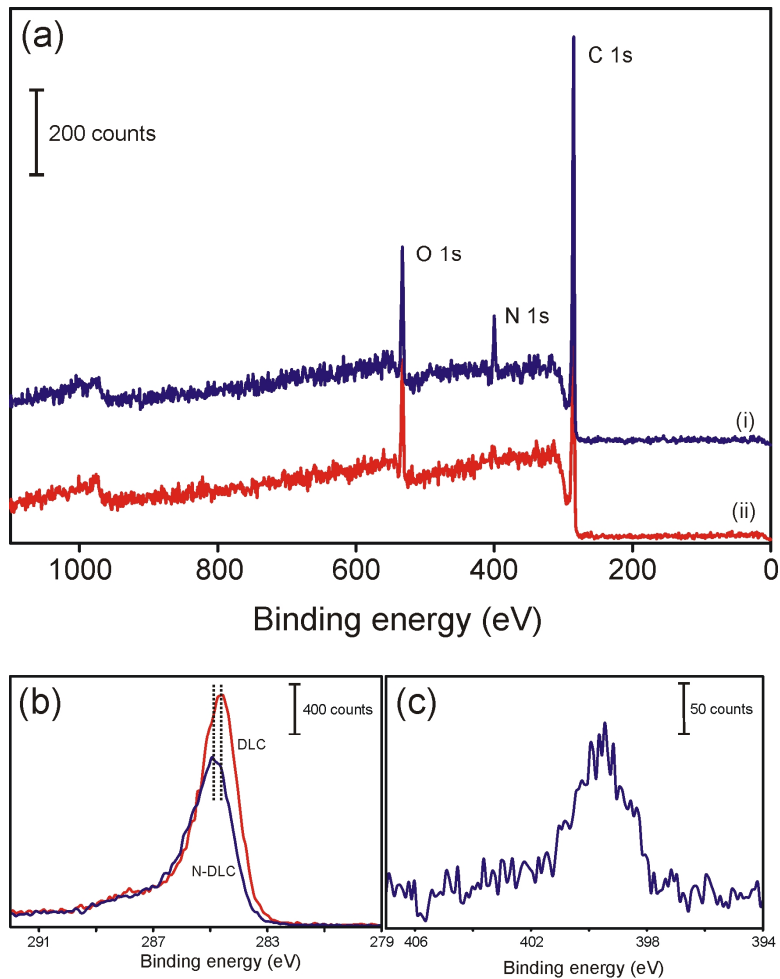 (a)
C 1s
200 counts
O 1s
N 1s
(i)
(ii)
1000 800 600 400 200 0
Binding energy (eV)
(b)
400 counts
DLC
N-DLC
291 287 283 279
Binding energy (eV)
(c)
50 counts
406 402 398 394
Binding energy (eV)